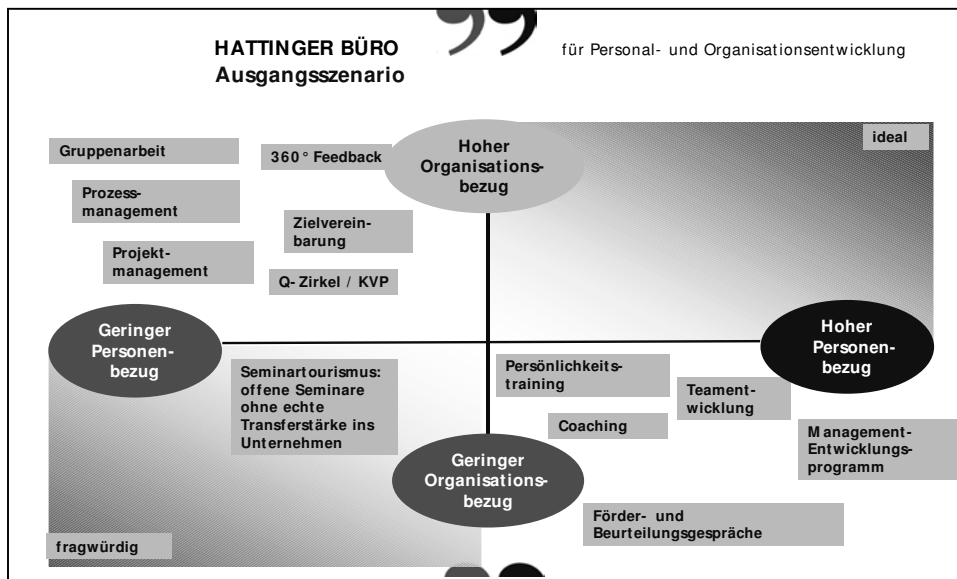 HATTINGER BÜRO
für Personal- und Organisationsentwicklung
Ausgangsszenario
ideal
Gruppenarbeit
360° Feedback
Hoher
Organisations-
bezug
Prozess-
management
Zielverein-
barung
Projekt-
management
Q-Zirkel / KVP
Geringer
Personen-
bezug
Hoher
Personen-
bezug
Seminartourismus:
offene Seminare
ohne echte
Transferstärke ins
Unternehmen
Persönlichkeits-
training
Teament-
wicklung
Coaching
Management-
Entwicklungs-
programm
Geringer
Organisations-
bezug
Förder- und
Beurteilungsgespräche
fragwürdig